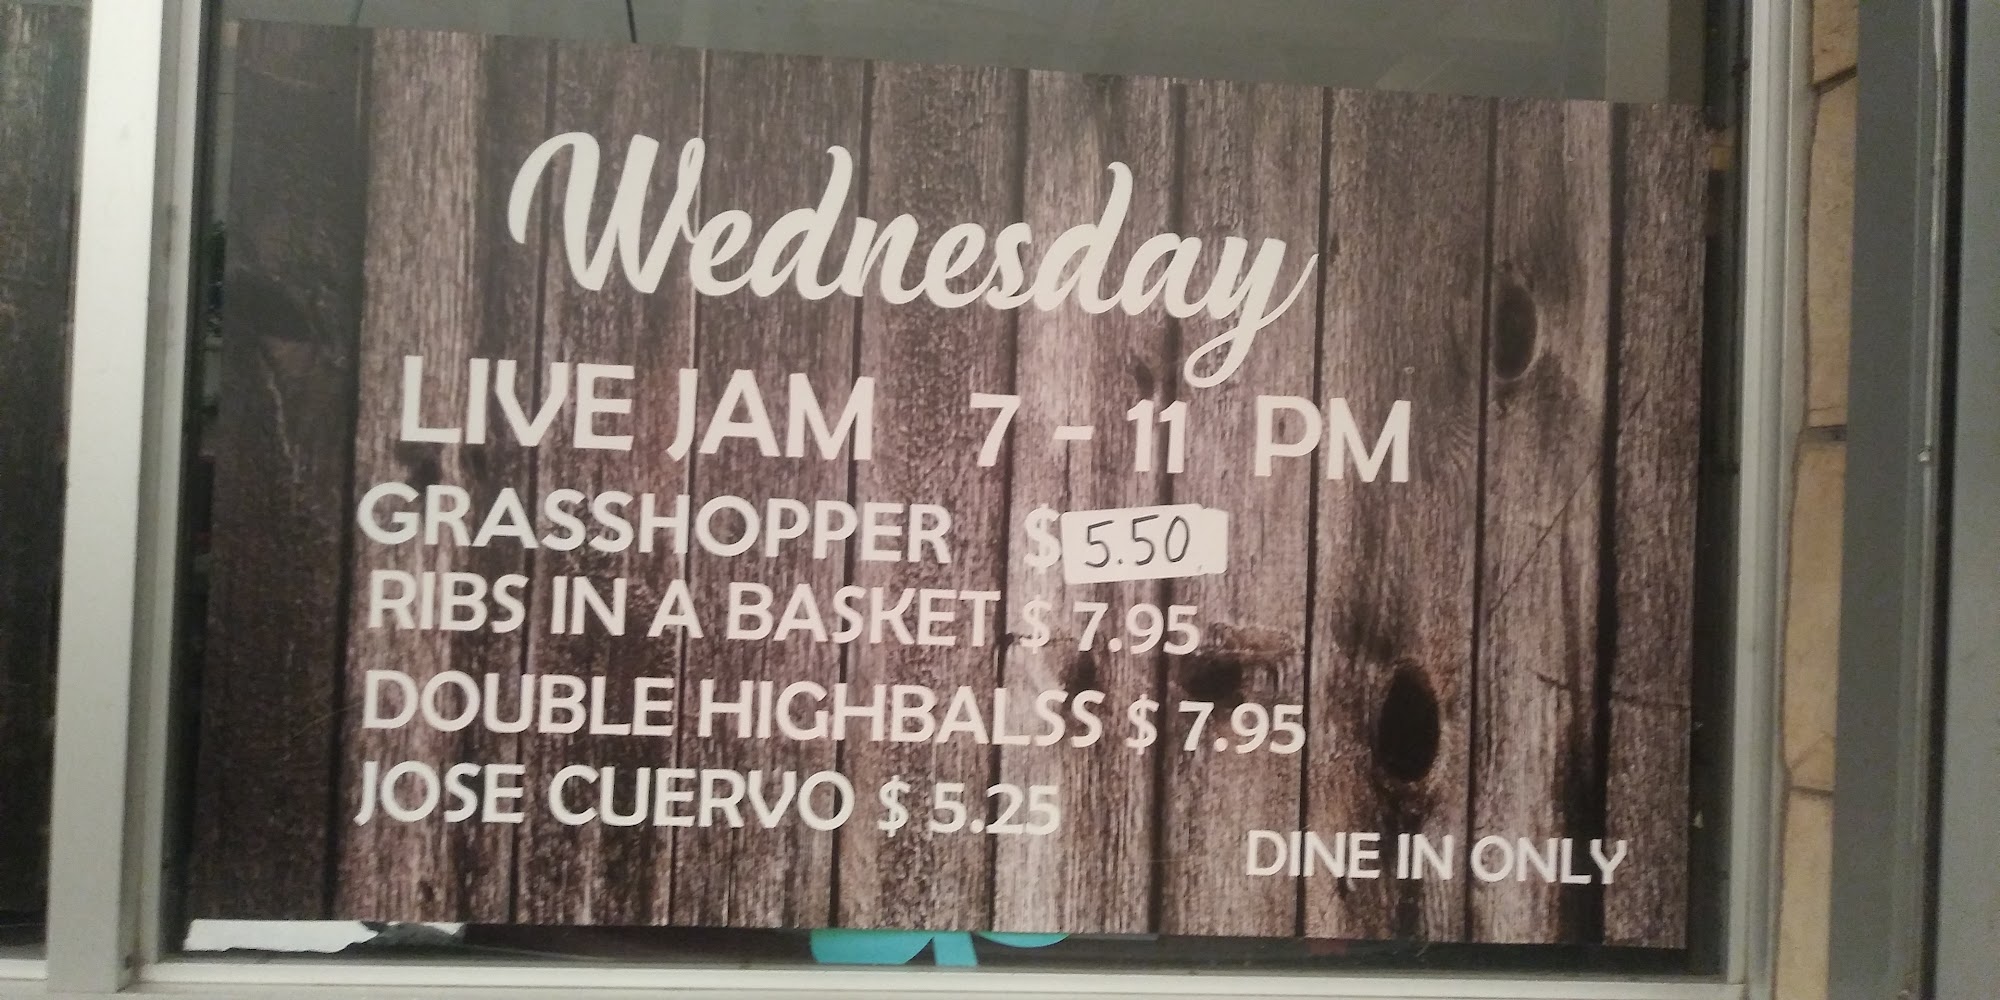 Wednesday
LIVE JAM 7 - 11 PM
GRASSHOPPER $ 5.50
RIBS IN A BASKET $ 7.95
DOUBLE HIGHBALSS $ 7.95
JOSE CUERVO $ 5.25
DINE IN ONLY